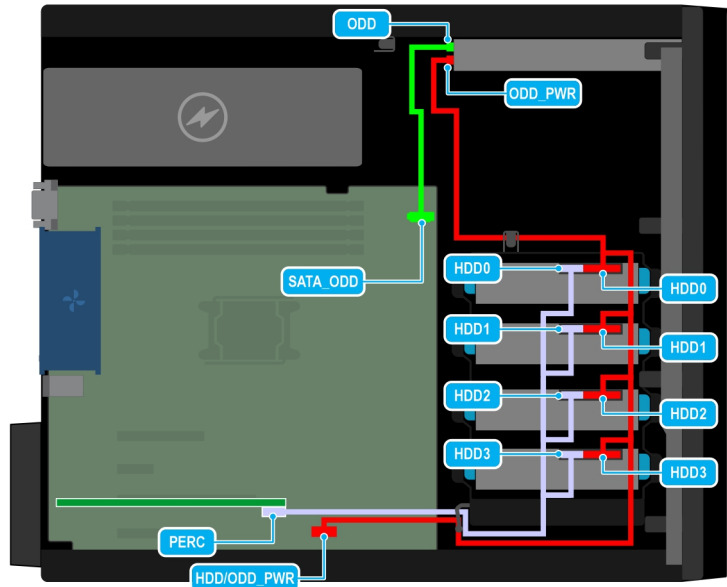 ODD
ODD_PWR
SATA_ODD
HDD0
HDD0
HDD1
HDD1
HDD2
HDD2
HDD3
HDD3
PERC
HDD/ODD_PWR